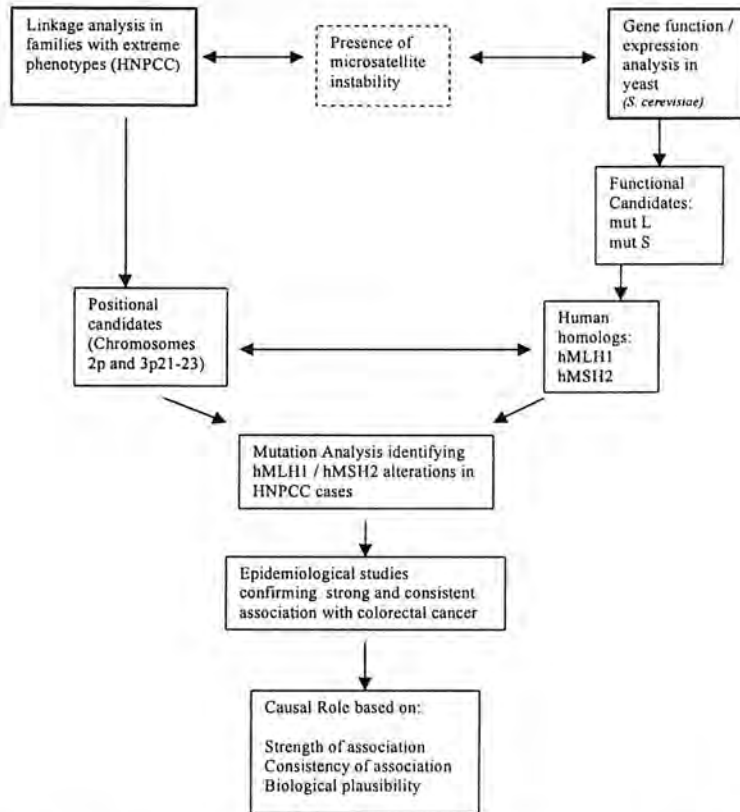 Linkage analysis in
families with extreme
phenotypes (HNPCC)
Presence of
microsatellite
instability
Gene function /
expression
analysis in
yeast
(S. cerevisiae)
Functional
Candidates:
mut L
mut S
Positional
candidates
(Chromosomes
2p and 3p21-23)
Human
homologs:
hMLH1
hMSH2
Mutation Analysis identifying
hMLH1 / hMSH2 alterations in
HNPCC cases
Epidemiological studies
confirming strong and consistent
association with colorectal cancer
Causal Role based on:
Strength of association
Consistency of association
Biological plausibility